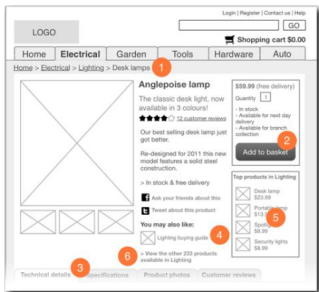 Login | Register | Contact us | Help
LOGO
GO
Shopping cart $0.00
Home
Electrical
Garden
Tools
Hardware
Auto
Home > Electrical > Lighting > Desk lamps
1
Anglepoise lamp
The classic desk light, now
available in 3 colours!
12 customer reviews
Our best selling desk lamp just
got better.
Re-designed for 2011 this new
model features a solid steel
construction.
> In stock & free delivery
Ask your friends about this
Tweet about this product
You may also like:
Lighting buying guide
4
6
> View the other 233 products
available in Lighting
$59.99 (free delivery)
Quantity 1
- In stock
- Available for next day
delivery
- Available for branch
collection
2
Add to basket
Top products in Lighting
Desk lamp
$23.99
Portable lamp
5
Security lights
$8.99
3
Technical details
Specifications
Product photos
Customer reviews